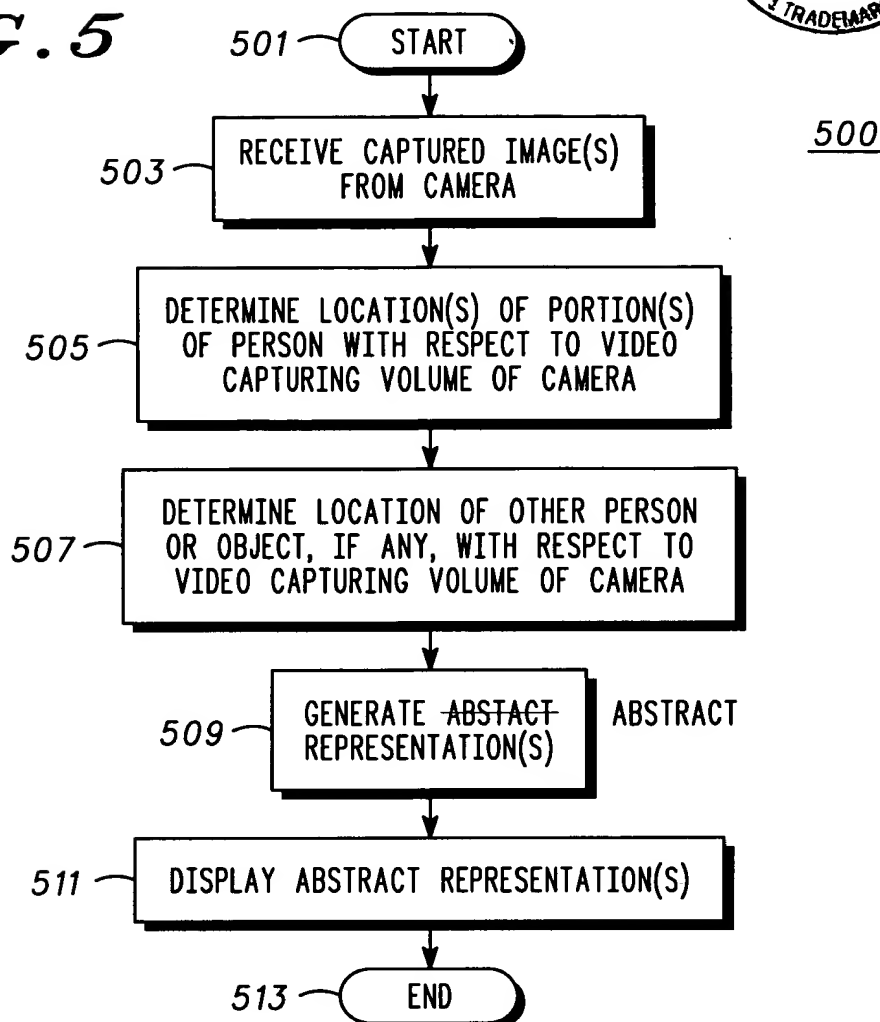 G.5
501
START
& TRADEMAR
500
503
RECEIVE CAPTURED IMAGE(S)
FROM CAMERA
505
DETERMINE LOCATION(S) OF PORTION(S)
OF PERSON WITH RESPECT TO VIDEO
CAPTURING VOLUME OF CAMERA
507
DETERMINE LOCATION OF OTHER PERSON
OR OBJECT, IF ANY, WITH RESPECT TO
VIDEO CAPTURING VOLUME OF CAMERA
509
GENERATE ABSTACT ABSTRACT
REPRESENTATION(S)
511
DISPLAY ABSTRACT REPRESENTATION(S)
513
END